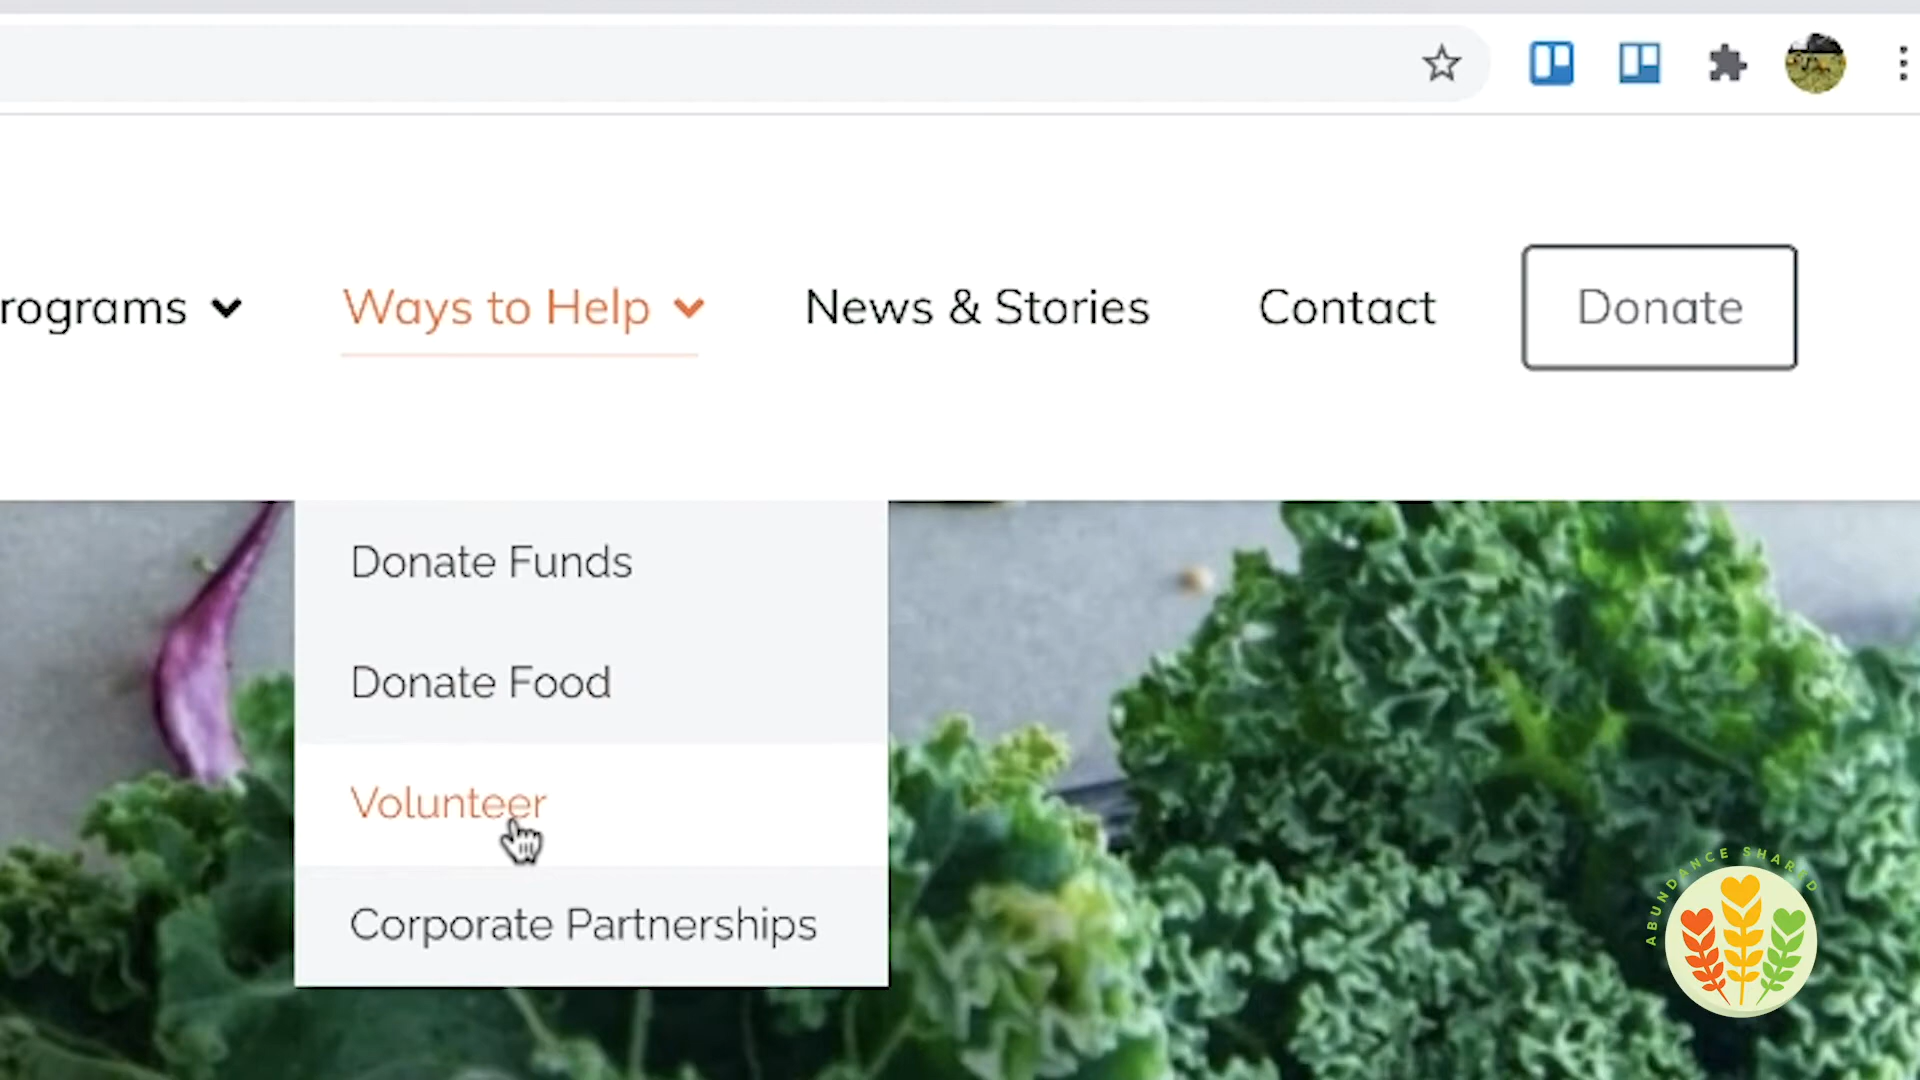 rograms
Ways to Help
News & Stories
Contact
Donate
Donate Funds
Donate Food
Volunteer
Corporate Partnerships
ABUNDANCE SHARED